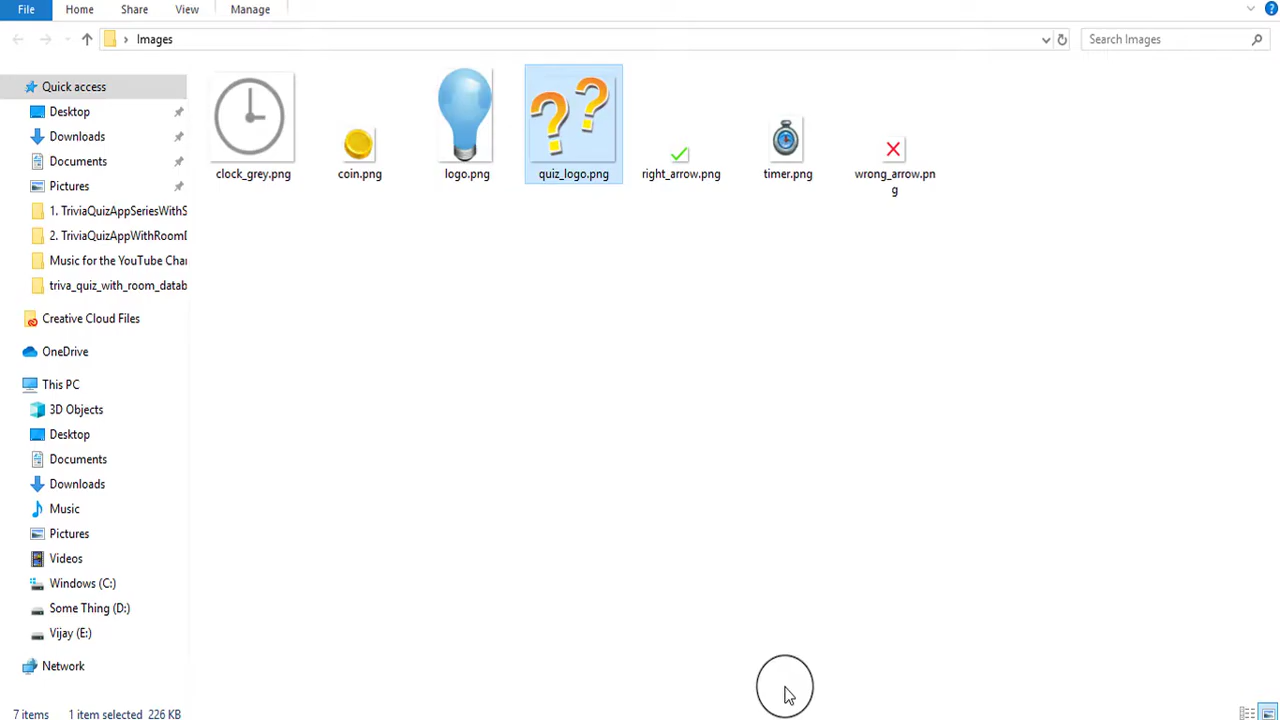 File Home Share View Manage
Images
Search Images
Quick access
Desktop
Downloads
Documents
Pictures
1. TriviaQuizAppSeriesWithS
2. TriviaQuizAppWithRoomD
Music for the YouTube Char
triva_quiz_with_room_datab
Creative Cloud Files
OneDrive
This PC
3D Objects
Desktop
Documents
Downloads
Music
Pictures
Videos
Windows (C:)
Some Thing (D:)
Vijay (E:)
Network
clock_grey.png
coin.png
logo.png
quiz_logo.png
right_arrow.png
timer.png
wrong_arrow.pn
g
7 items 1 item selected 226 KB